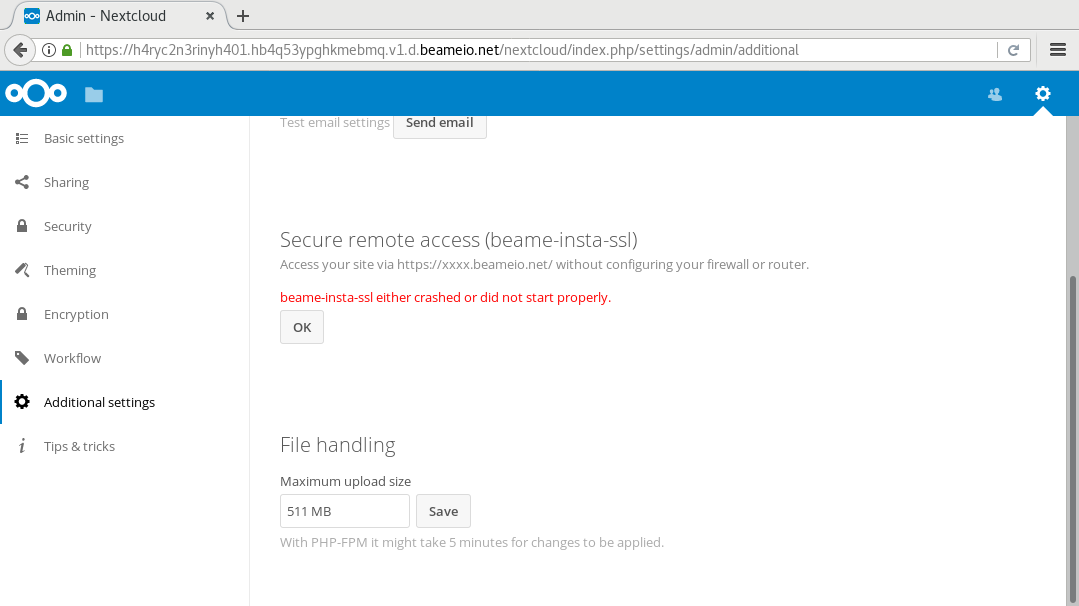 Admin - Nextcloud
https://h4ryc2n3rinyh401.hb4q53ypghkmebmq.v1.d.beameio.net/nextcloud/index.php/settings/admin/additional
Basic settings
Sharing
Security
Theming
Encryption
Workflow
Additional settings
Tips & tricks
Test email settings Send email
Secure remote access (beame-insta-ssl)
Access your site via https://xxxx.beameio.net/ without configuring your firewall or router.
beame-insta-ssl either crashed or did not start properly.
OK
File handling
Maximum upload size
511 MB Save
With PHP-FPM it might take 5 minutes for changes to be applied.